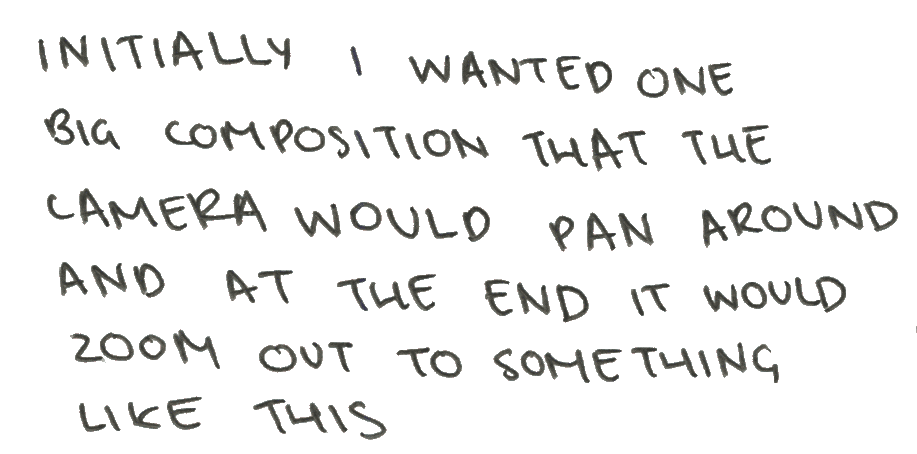 INITIALLY I WANTED ONE
BIG COMPOSITION THAT THE
CAMERA WOULD PAN AROUND
AND AT THE END IT WOULD
ZOOM OUT TO SOMETHING
LIKE THIS